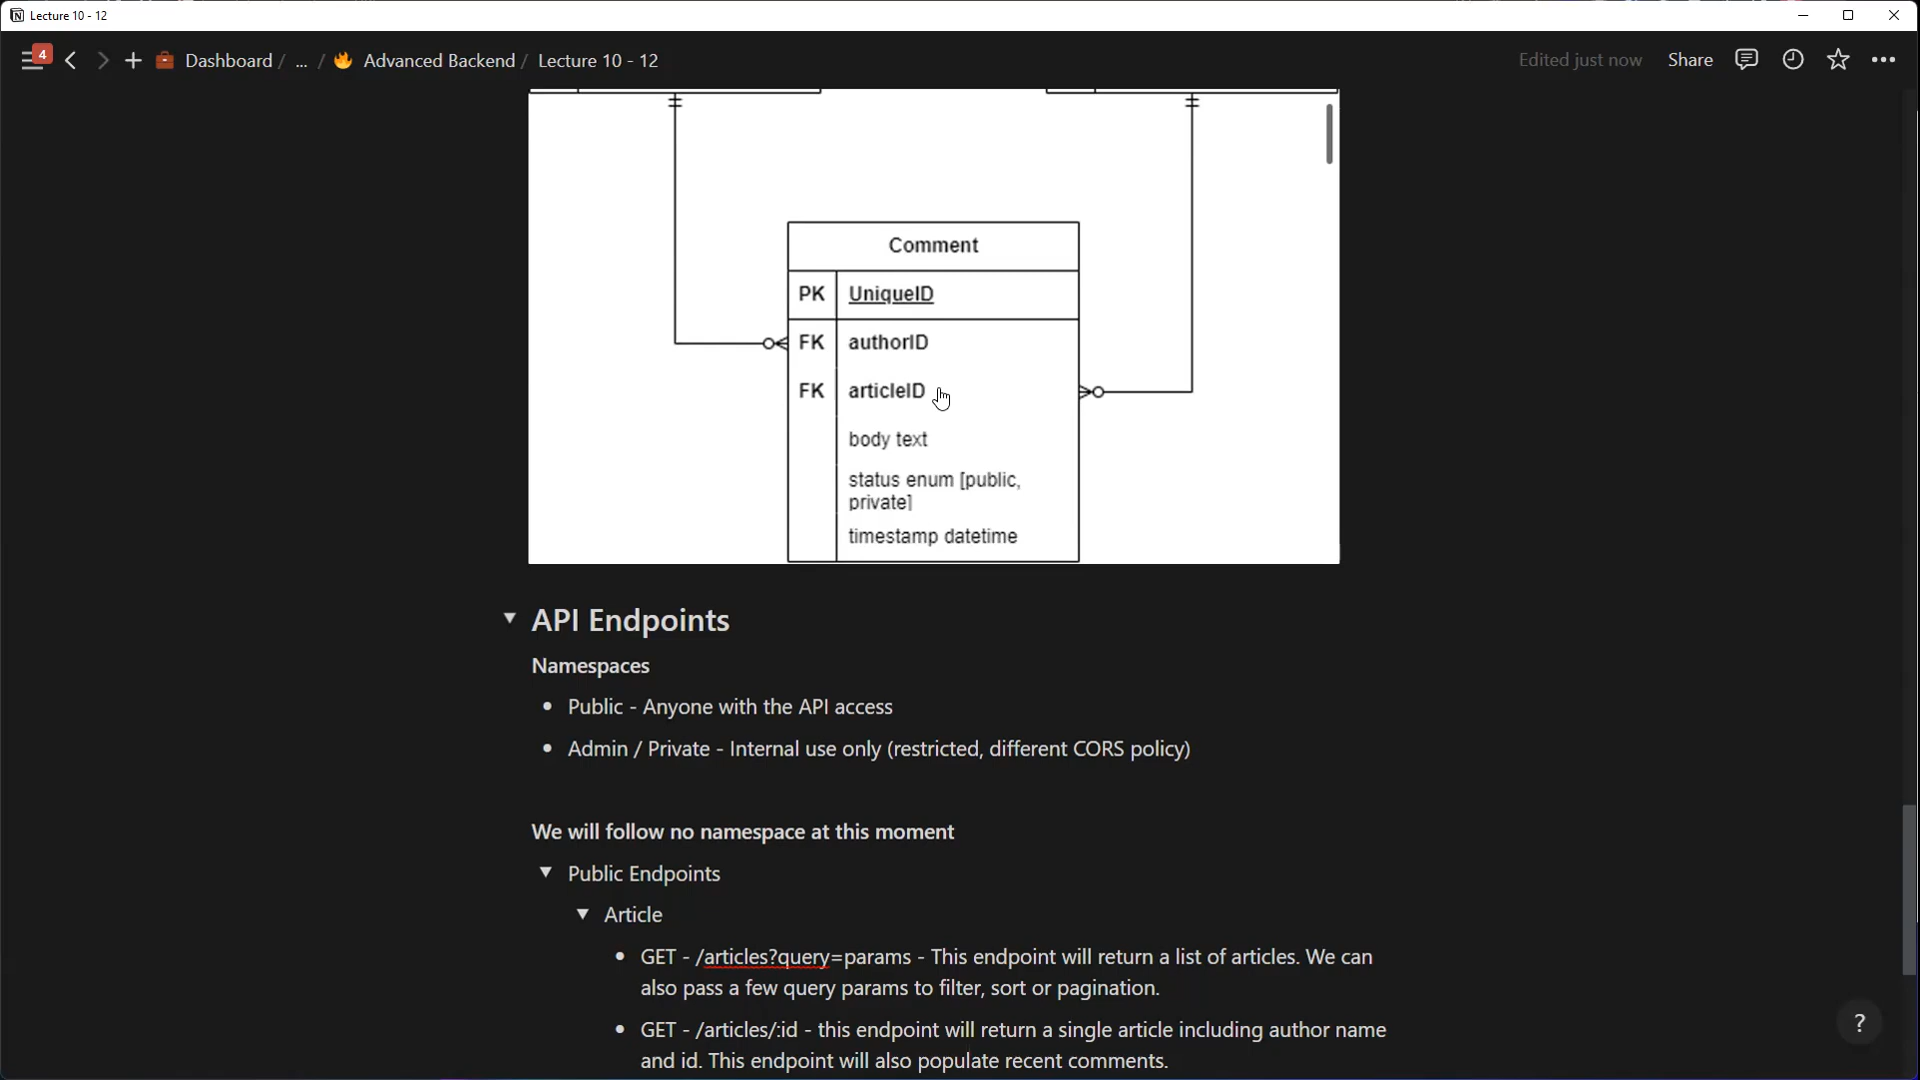 Lecture 10 - 12
4
Dashboard / ... / Advanced Backend / Lecture 10 - 12
Edited just now
Share
Comment
PK UniqueID
FK authorID
FK articleID
body text
status enum [public,
private]
timestamp datetime
API Endpoints
Namespaces
• Public - Anyone with the API access
• Admin / Private - Internal use only (restricted, different CORS policy)
We will follow no namespace at this moment
Public Endpoints
Article
• GET - /articles?query=params - This endpoint will return a list of articles. We can
also pass a few query params to filter, sort or pagination.
• GET - /articles/:id - this endpoint will return a single article including author name
and id. This endpoint will also populate recent comments.
?